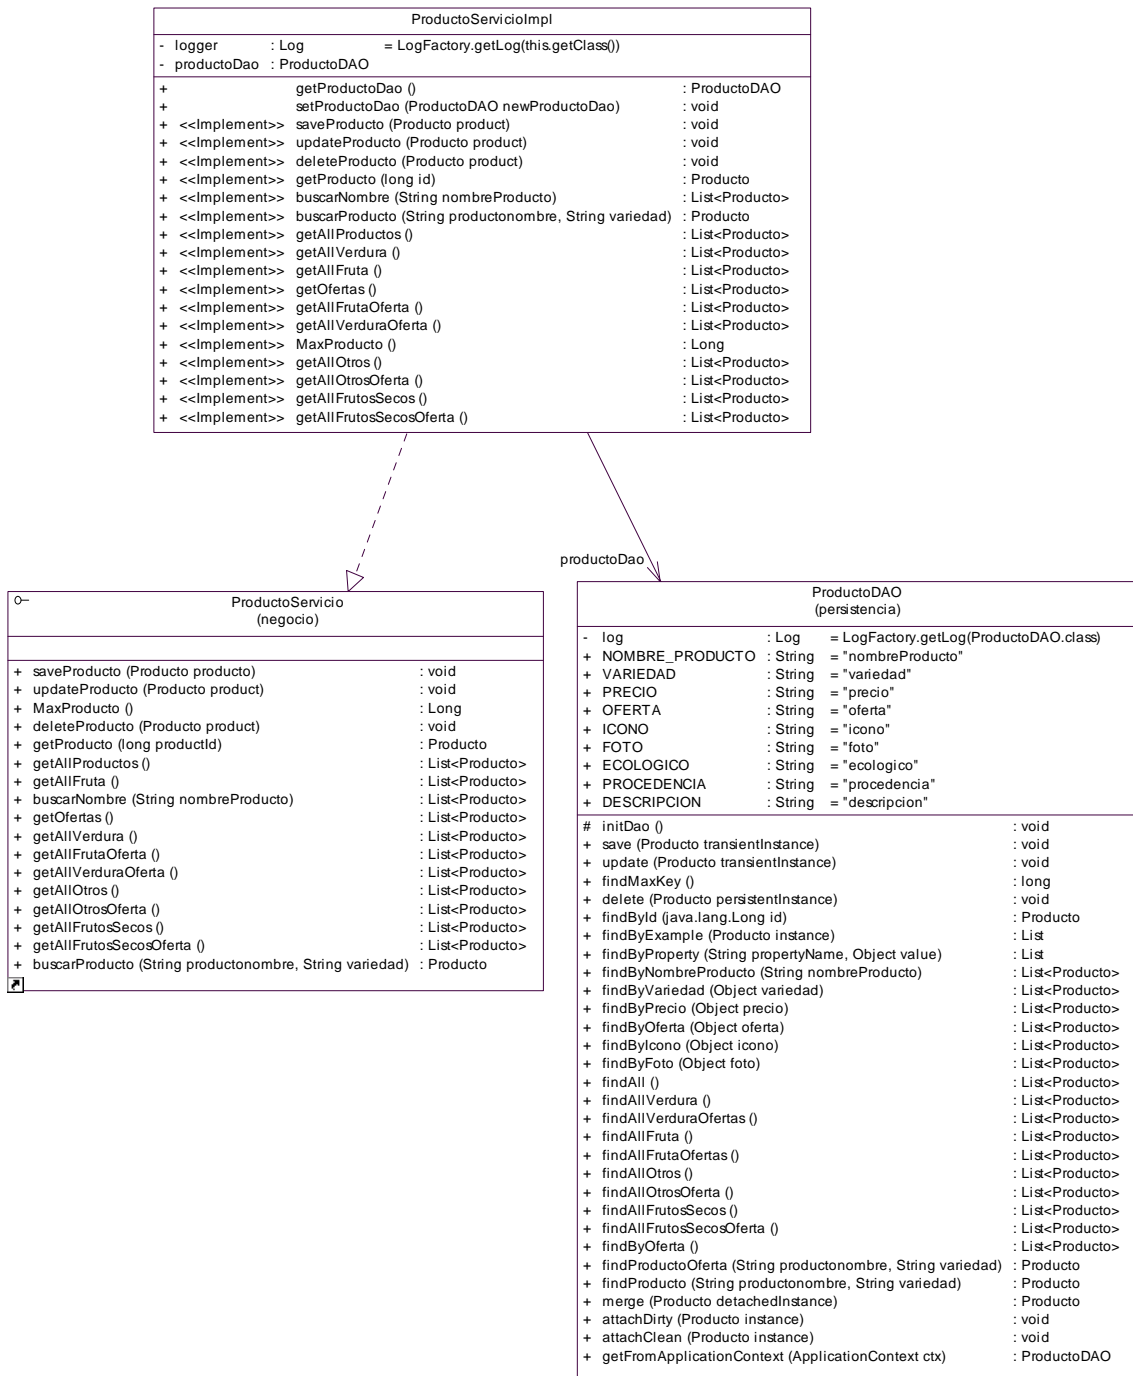 ProductoServicioImpl
- logger : Log = LogFactory.getLog(this.getClass())
- productoDao : ProductoDAO
+ getProductoDao () : ProductoDAO
+ setProductoDao (ProductoDAO newProductoDao) : void
+ <<Implement>> saveProducto (Producto product) : void
+ <<Implement>> updateProducto (Producto product) : void
+ <<Implement>> deleteProducto (Producto product) : void
+ <<Implement>> getProducto (long id) : Producto
+ <<Implement>> buscarNombre (String nombreProducto) : List<Producto>
+ <<Implement>> buscarProducto (String productonombre, String variedad) : Producto
+ <<Implement>> getAllProductos () : List<Producto>
+ <<Implement>> getAllVerdura () : List<Producto>
+ <<Implement>> getAllFruta () : List<Producto>
+ <<Implement>> getOfertas () : List<Producto>
+ <<Implement>> getAllFrutaOferta () : List<Producto>
+ <<Implement>> getAllVerduraOferta () : List<Producto>
+ <<Implement>> MaxProducto () : Long
+ <<Implement>> getAllOtros () : List<Producto>
+ <<Implement>> getAllOtrosOferta () : List<Producto>
+ <<Implement>> getAllFrutosSecos () : List<Producto>
+ <<Implement>> getAllFrutosSecosOferta () : List<Producto>
productoDao
ProductoServicio
(negocio)
+ saveProducto (Producto producto) : void
+ updateProducto (Producto product) : void
+ MaxProducto () : Long
+ deleteProducto (Producto product) : void
+ getProducto (long productId) : Producto
+ getAllProductos () : List<Producto>
+ getAllFruta () : List<Producto>
+ buscarNombre (String nombreProducto) : List<Producto>
+ getOfertas () : List<Producto>
+ getAllVerdura () : List<Producto>
+ getAllFrutaOferta () : List<Producto>
+ getAllVerduraOferta () : List<Producto>
+ getAllOtros () : List<Producto>
+ getAllOtrosOferta () : List<Producto>
+ getAllFrutosSecos () : List<Producto>
+ getAllFrutosSecosOferta () : List<Producto>
+ buscarProducto (String productonombre, String variedad) : Producto
ProductoDAO
(persistencia)
- log : Log = LogFactory.getLog(ProductoDAO.class)
+ NOMBRE_PRODUCTO : String = "nombreProducto"
+ VARIEDAD : String = "variedad"
+ PRECIO : String = "precio"
+ OFERTA : String = "oferta"
+ ICONO : String = "icono"
+ FOTO : String = "foto"
+ ECOLOGICO : String = "ecologico"
+ PROCEDENCIA : String = "procedencia"
+ DESCRIPCION : String = "descripcion"
# initDao () : void
+ save (Producto transientInstance) : void
+ update (Producto transientInstance) : void
+ findMaxKey () : long
+ delete (Producto persistentInstance) : void
+ findById (java.lang.Long id) : Producto
+ findByExample (Producto instance) : List
+ findByProperty (String propertyName, Object value) : List
+ findByNombreProducto (String nombreProducto) : List<Producto>
+ findByVariedad (Object variedad) : List<Producto>
+ findByPrecio (Object precio) : List<Producto>
+ findByOferta (Object oferta) : List<Producto>
+ findByIcono (Object icono) : List<Producto>
+ findByFoto (Object foto) : List<Producto>
+ findAll () : List<Producto>
+ findAllVerdura () : List<Producto>
+ findAllVerduraOfertas () : List<Producto>
+ findAllFruta () : List<Producto>
+ findAllFrutaOfertas () : List<Producto>
+ findAllOtros () : List<Producto>
+ findAllOtrosOferta () : List<Producto>
+ findAllFrutosSecos () : List<Producto>
+ findAllFrutosSecosOferta () : List<Producto>
+ findByOferta () : List<Producto>
+ findProductoOferta (String productonombre, String variedad) : Producto
+ findProducto (String productonombre, String variedad) : Producto
+ merge (Producto detachedInstance) : Producto
+ attachDirty (Producto instance) : void
+ attachClean (Producto instance) : void
+ getFromApplicationContext (ApplicationContext ctx) : ProductoDAO